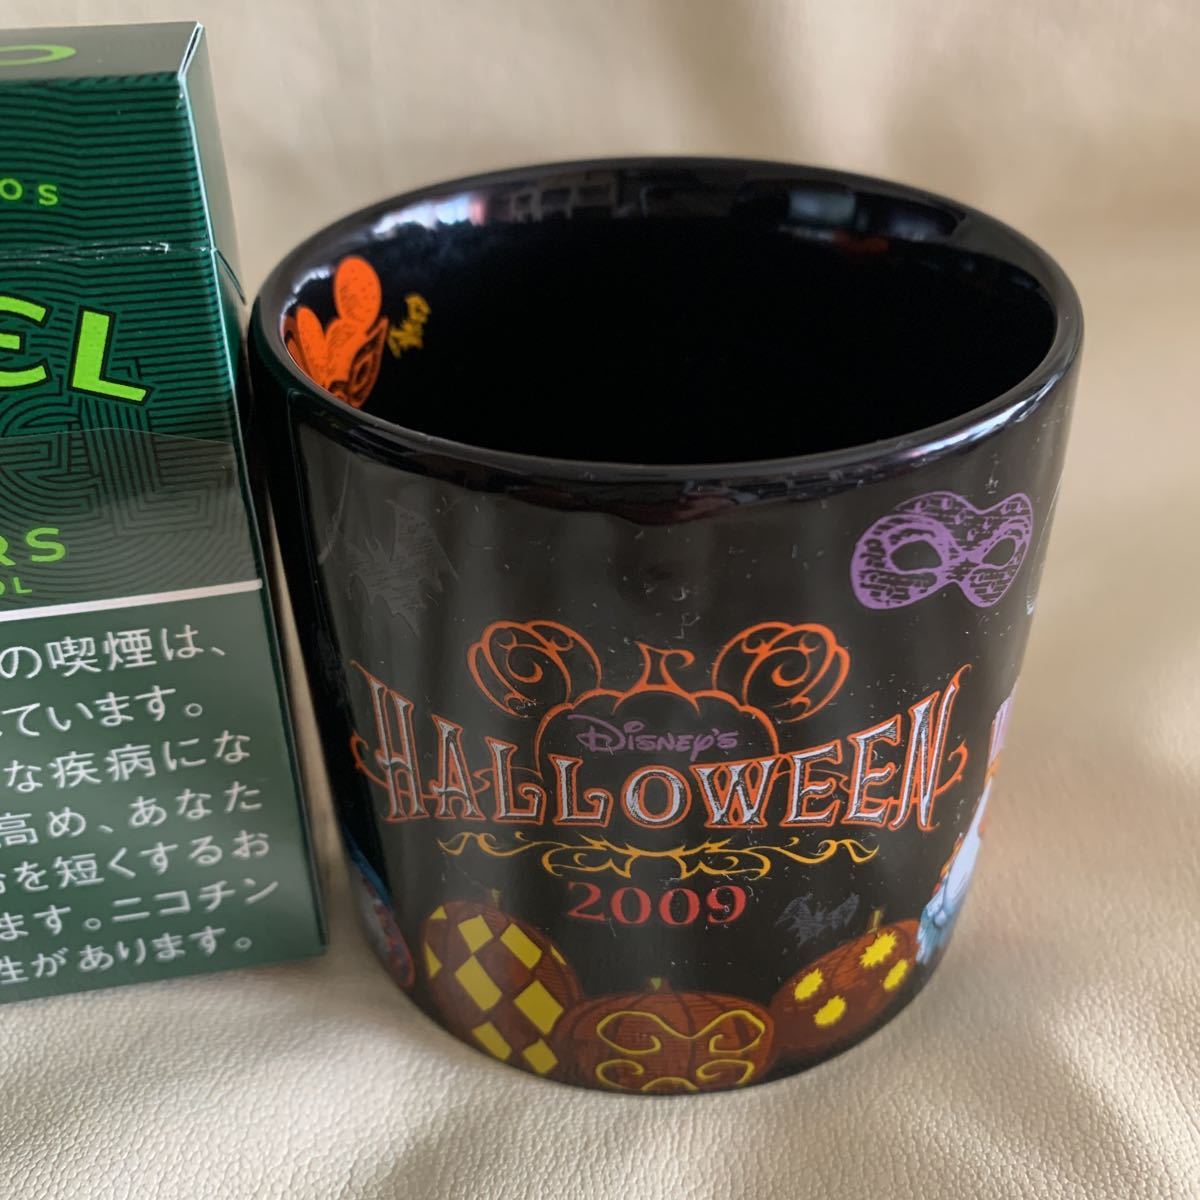 OS
EL
RS
OL
の喫煙は、
ています。
な疾病にな
高め、あなた
を短くするお
ます。ニコチン
性があります。
Disney's
HALLOWEEN
2009